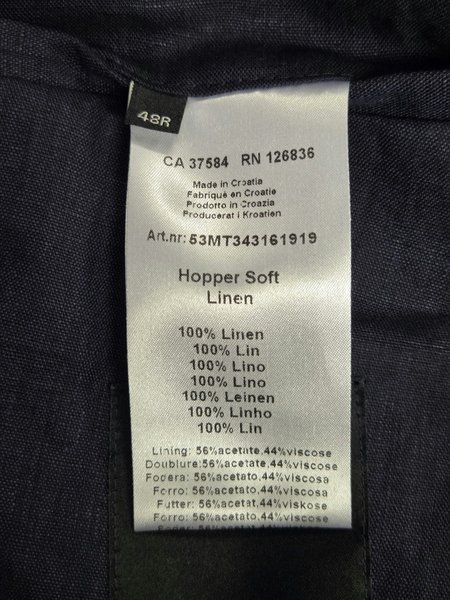 48R
CA 37584 RN 126836
Made in Croatia
Fabriqué en Croatie
Prodotto in Croazia
Producerat i Kroatien
Art.nr: 53MT343161919
Hopper Soft
Linen
100% Linen
100% Lin
100% Lino
100% Lino
100% Leinen
100% Linho
100% Lin
Lining: 56%acetate,44%viscose
Doublure:56%acetate,44%viscose
Fodera: 56%acetato,44%viscosa
Forro: 56%acetato,44%viscosa
Futter: 56%acetat,44%viskose
Forro: 56%acetato,44%viscose